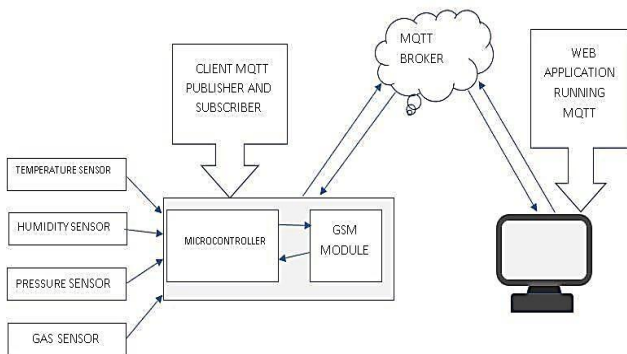 MQTT
BROKER
CLIENT MQTT
PUBLISHER AND
SUBSCRIBER
WEB
APPLICATION
RUNNING
MQTT
TEMPERATURE SENSOR
HUMIDITY SENSOR
PRESSURE SENSOR
GAS SENSOR
MICROCONTROLLER
GSM
MODULE